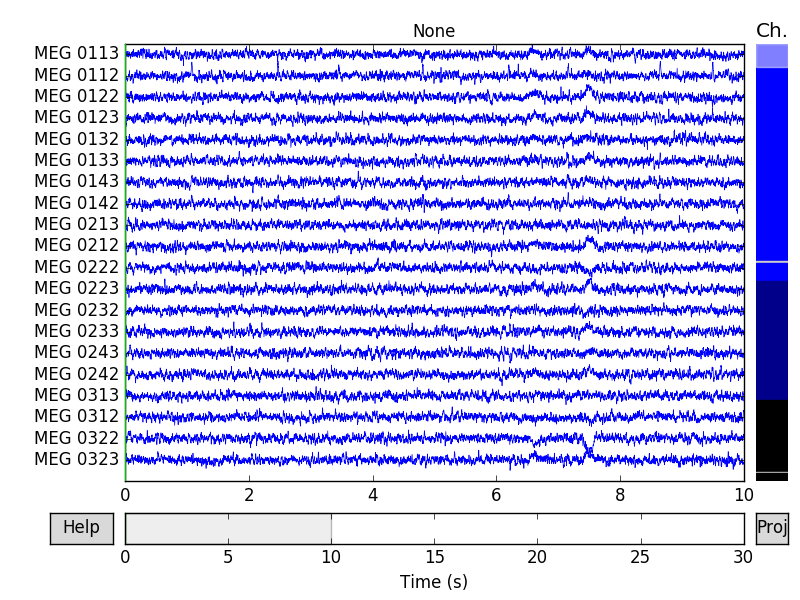 None
Ch.
MEG 0113
MEG 0112
MEG 0122
MEG 0123
MEG 0132
MEG 0133
MEG 0143
MEG 0142
MEG 0213
MEG 0212
MEG 0222
MEG 0223
MEG 0232
MEG 0233
MEG 0243
MEG 0242
MEG 0313
MEG 0312
MEG 0322
MEG 0323
0 2 4 6 8 10
Help
Proj
0 5 10 15 20 25 30
Time (s)